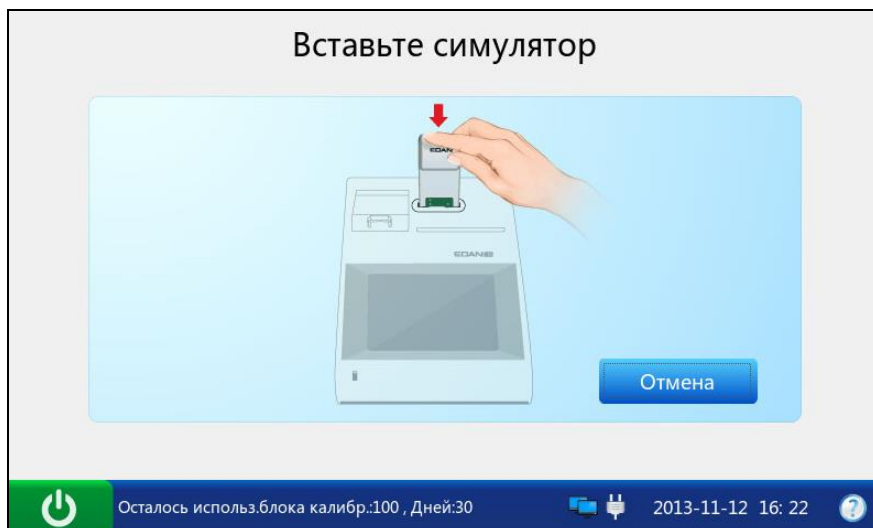 Вставьте симулятор
EDAN
EDAN
Отмена
Осталось использ.блока калибр.:100 , Дней:30
2013-11-12 16: 22
?